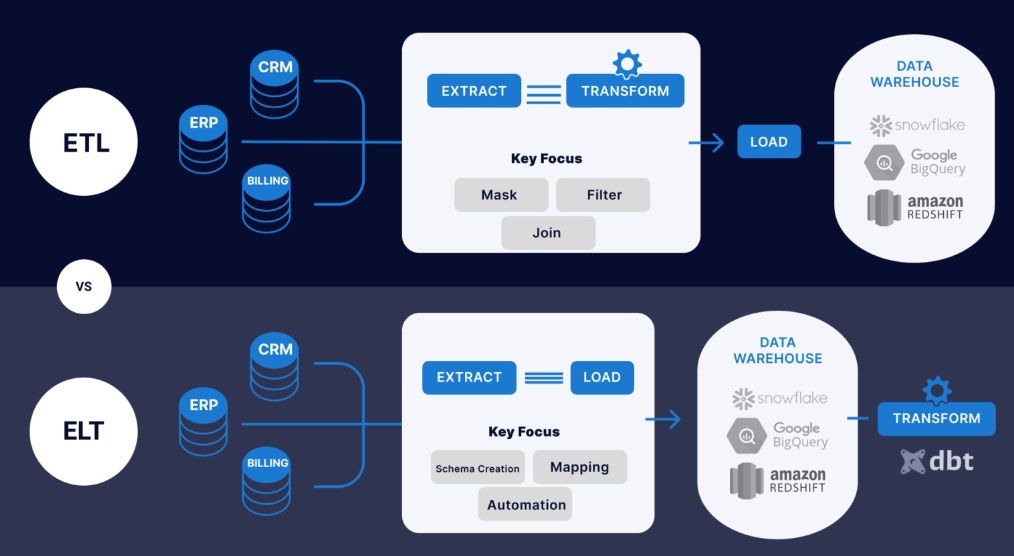 ETL
CRM
ERP
BILLING
EXTRACT
TRANSFORM
Key Focus
Mask
Filter
Join
LOAD
DATA
WAREHOUSE
snowflake
Google
BigQuery
amazon
REDSHIFT
VS
ELT
CRM
ERP
BILLING
EXTRACT
LOAD
Key Focus
Schema Creation
Mapping
Automation
DATA
WAREHOUSE
snowflake
Google
BigQuery
amazon
REDSHIFT
TRANSFORM
dbt